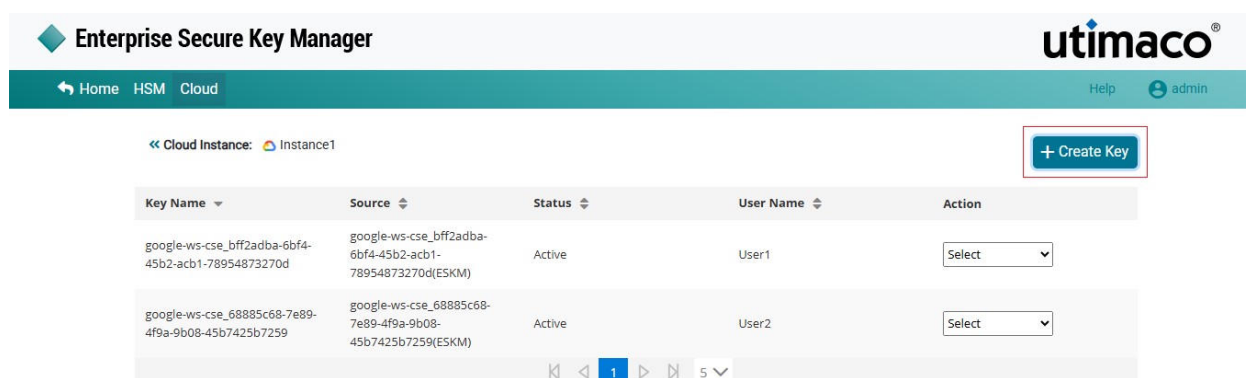 Enterprise Secure Key Manager
utimaco®
Home HSM Cloud Help admin
« Cloud Instance: Instance1
+ Create Key
Key Name Source Status User Name Action
google-ws-cse_bff2adba-6bf4-
45b2-acb1-78954873270d
google-ws-cse_bff2adba-
6bf4-45b2-acb1-
78954873270d(ESKM)
Active
User1
Select
google-ws-cse_68885c68-7e89-
4f9a-9b08-45b7425b7259
google-ws-cse_68885c68-
7e89-4f9a-9b08-
45b7425b7259(ESKM)
Active
User2
Select
1 5